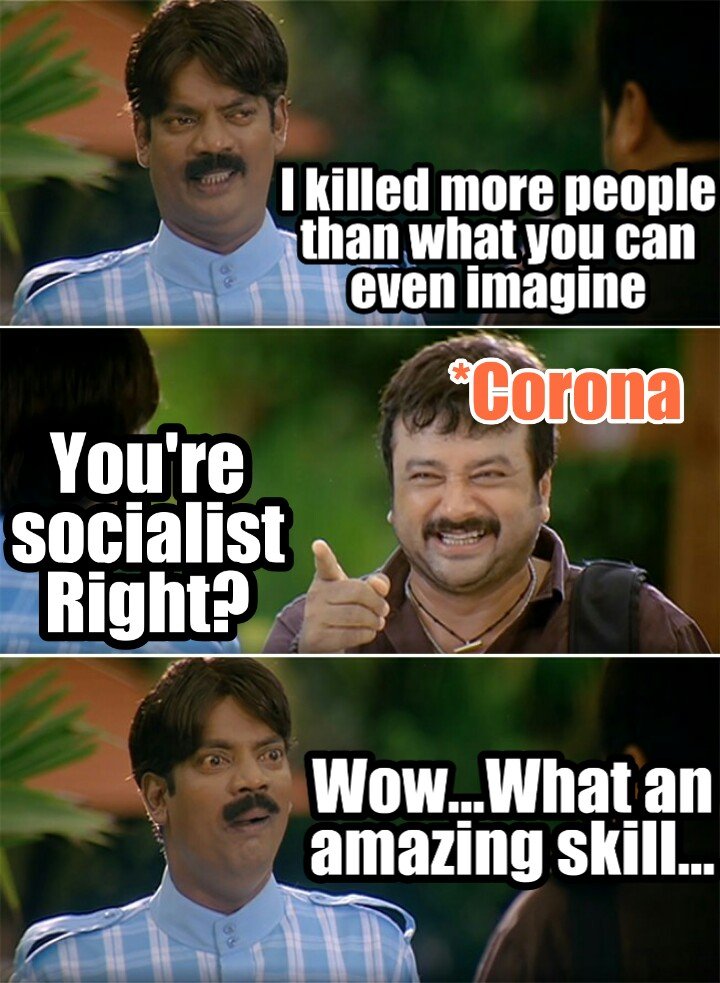 I killed more people
than what you can
even imagine
*Corona
You're
socialist
Right?
Wow...What an
amazing skill...